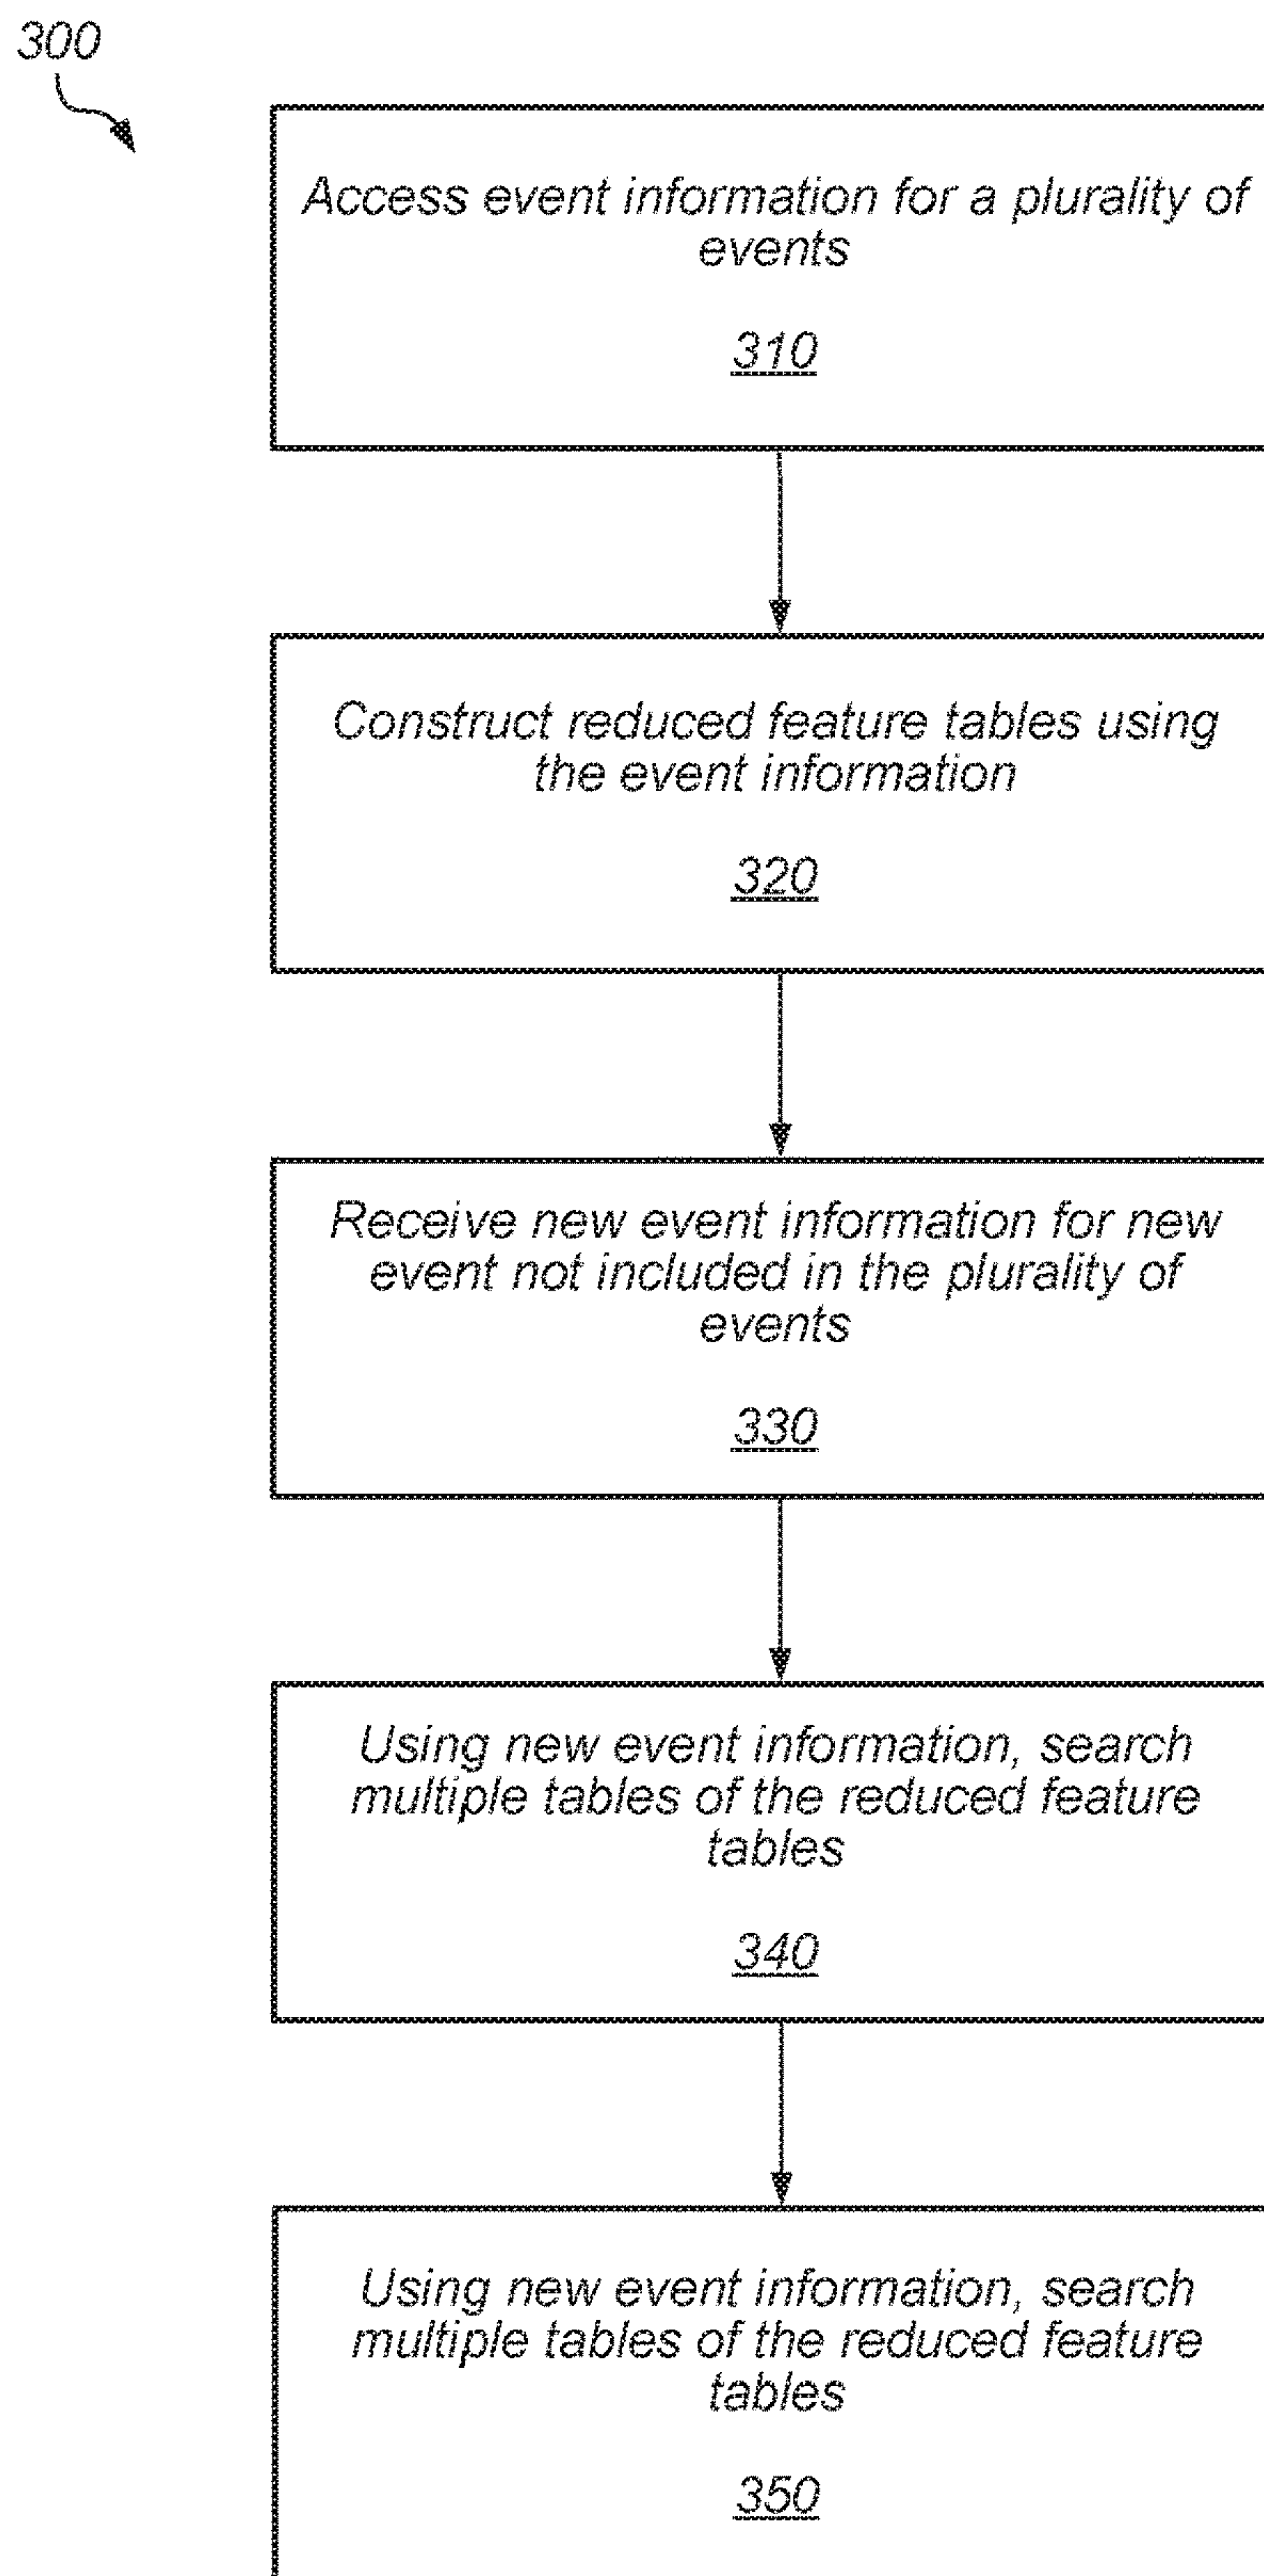 300
Access event information for a plurality of
events
310
Construct reduced feature tables using
the event information
320
Receive new event information for new
event not included in the plurality of
events
330
Using new event information, search
multiple tables of the reduced feature
tables
340
Using new event information, search
multiple tables of the reduced feature
tables
350